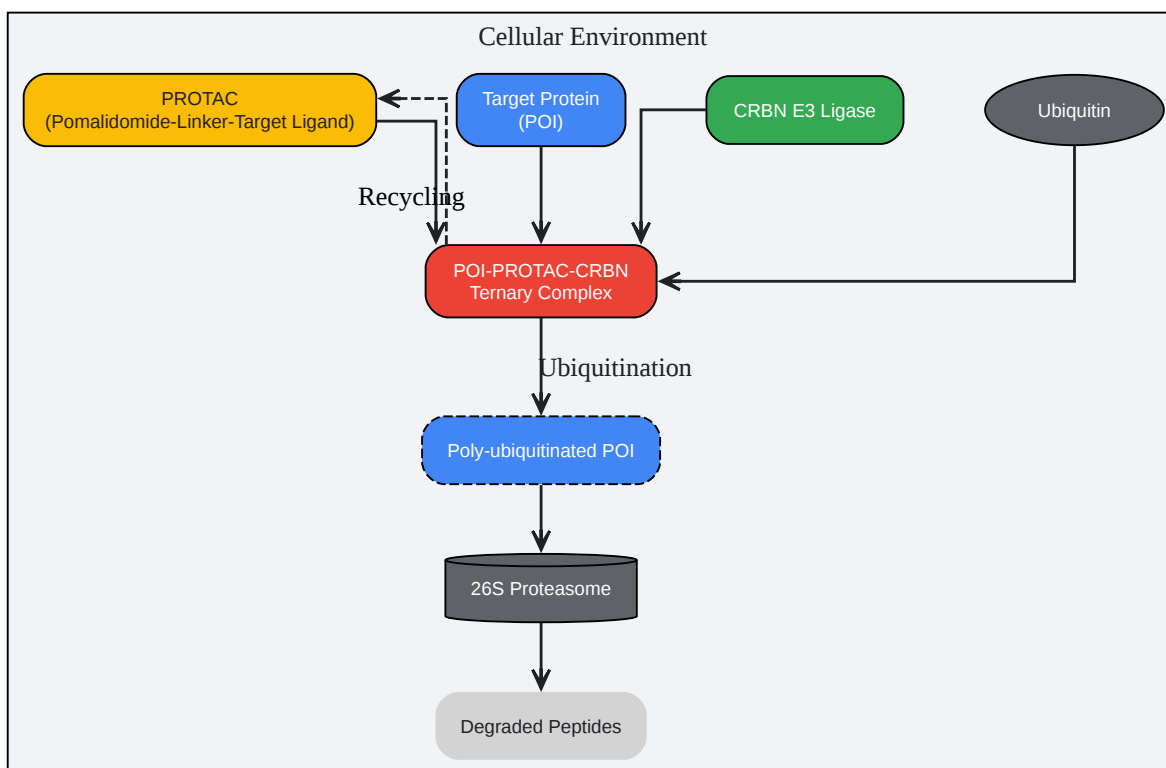 Cellular Environment
PROTAC
(Pomalidomide-Linker-Target Ligand)
Target Protein
(POI)
CRBN E3 Ligase
Ubiquitin
Recycling
POI-PROTAC-CRBN
Ternary Complex
Ubiquitination
Poly-ubiquitinated POI
26S Proteasome
Degraded Peptides